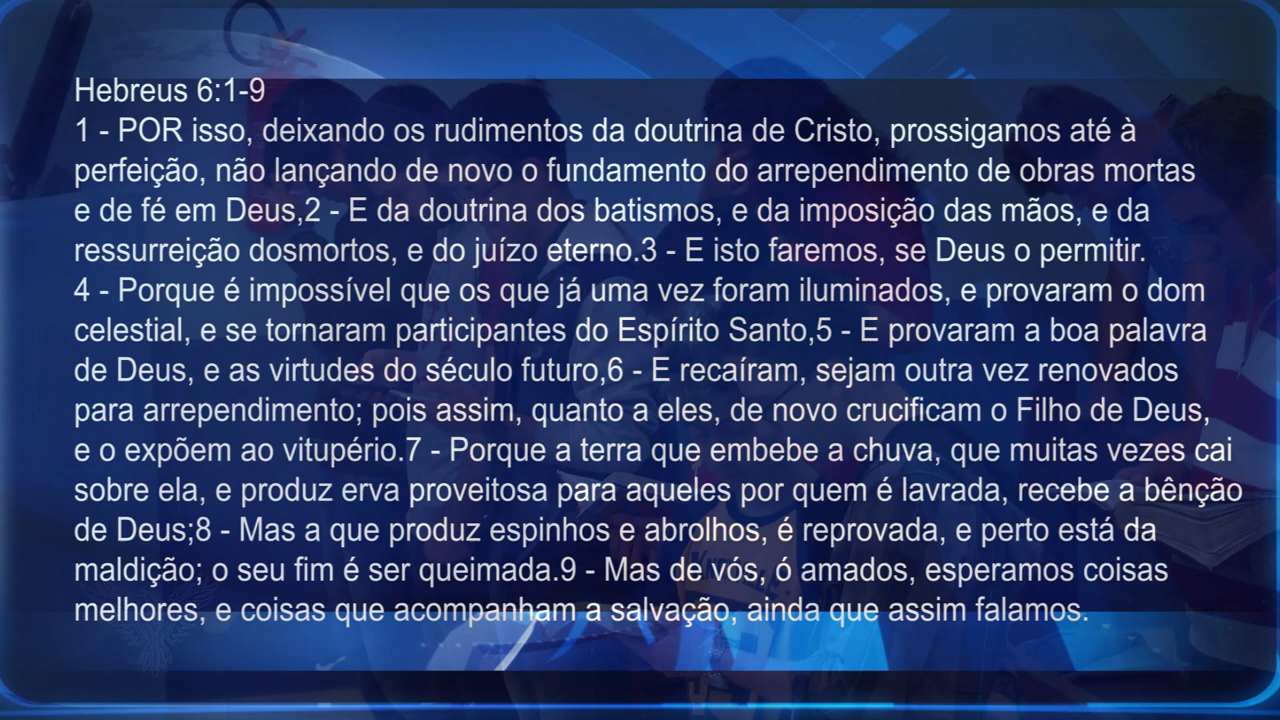 Hebreus 6:1-9
1 - POR isso, deixando os rudimentos da doutrina de Cristo, prossigamos até à
perfeição, não lançando de novo o fundamento do arrependimento de obras mortas
e de fé em Deus,2 - E da doutrina dos batismos, e da imposição das mãos, e da
ressurreição dosmortos, e do juízo eterno.3 - E isto faremos, se Deus o permitir.
4 - Porque é impossível que os que já uma vez foram iluminados, e provaram o dom
celestial, e se tornaram participantes do Espírito Santo,5 - E provaram a boa palavra
de Deus, e as virtudes do século futuro,6 - E recaíram, sejam outra vez renovados
para arrependimento; pois assim, quanto a eles, de novo crucificam o Filho de Deus,
e o expõem ao vitupério.7 - Porque a terra que embebe a chuva, que muitas vezes cai
sobre ela, e produz erva proveitosa para aqueles por quem é lavrada, recebe a bênção
de Deus;8 - Mas a que produz espinhos e abrolhos, é reprovada, e perto está da
maldição; o seu fim é ser queimada.9 - Mas de vós, ó amados, esperamos coisas
melhores, e coisas que acompanham a salvação, ainda que assim falamos.